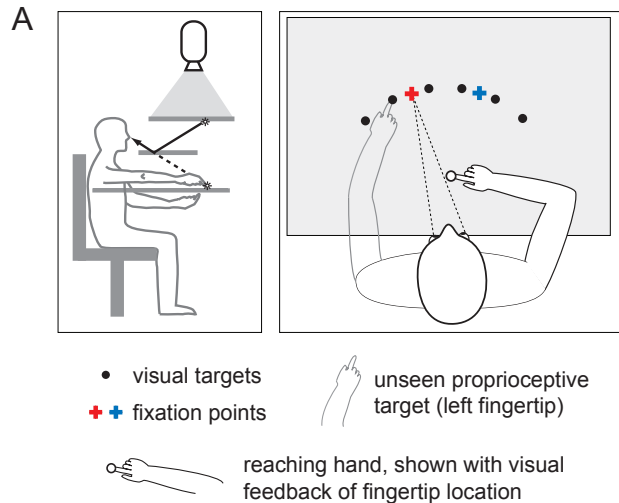 A
visual targets
fixation points
unseen proprioceptive
target (left fingertip)
reaching hand, shown with visual
feedback of fingertip location